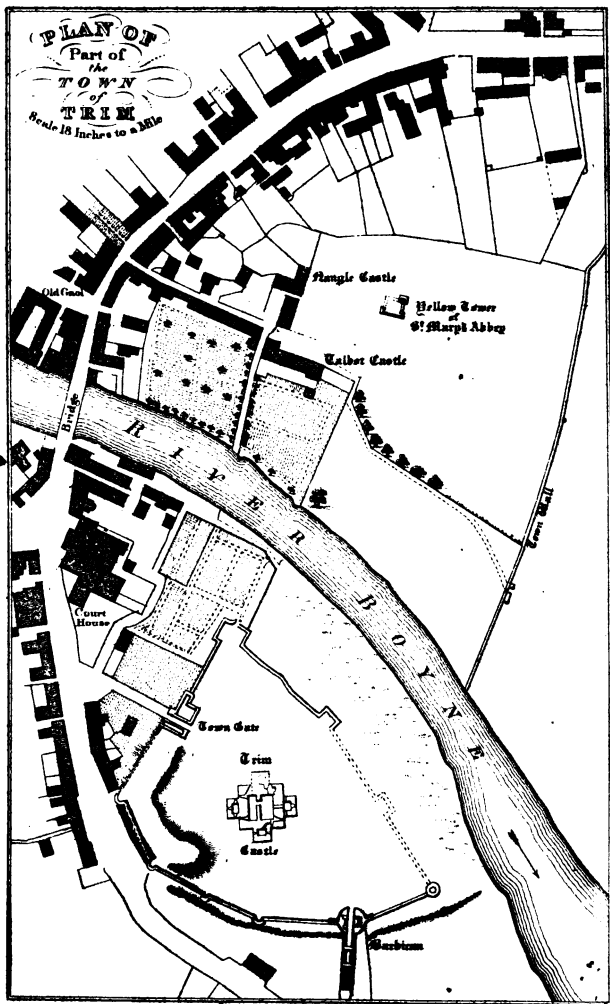 PLAN OF
Part of
the
TOWN
of
TRIM
Scale 18 Inches to a Mile
Old Gaol
Nangle Castle
Yellow Tower
of
St. Mary's Abbey
Talbot Castle
Bridge
RIVER BOYNE
Town Wall
Court
House
Town Gate
Trim
Castle
Barbican